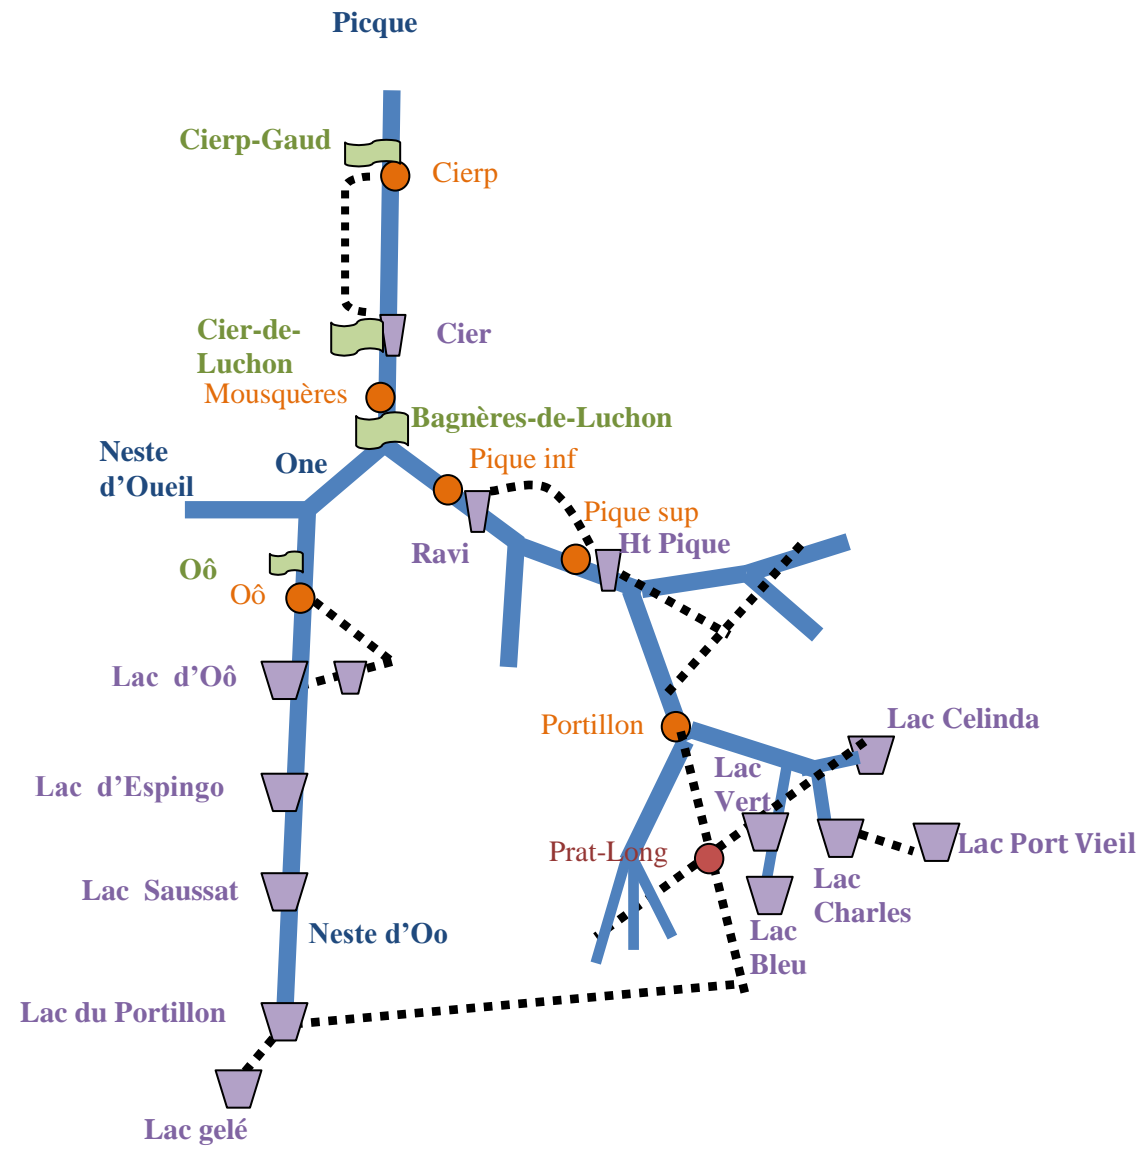 Picque
Cierp-Gaud
Cierp
Cier-de-
Luchon
Cier
Mousquères
Bagnères-de-Luchon
Neste
d’Oueil
One
Pique inf
Pique sup
Ravi
Ht Pique
Oô
Oô
Lac d’Oô
Portillon
Lac Celinda
Lac d’Espingo
Lac
Vert
Prat-Long
Lac Port Vieil
Lac Saussat
Lac
Charles
Neste d’Oo
Lac
Bleu
Lac du Portillon
Lac gelé